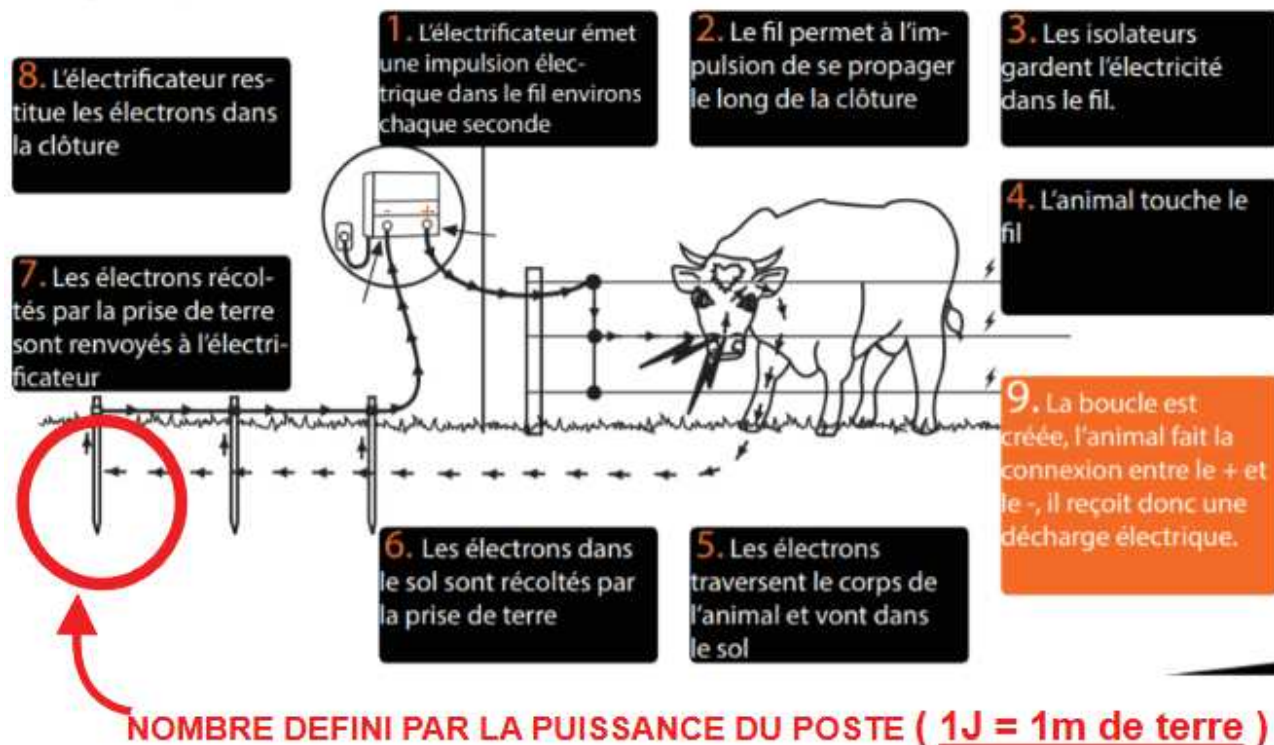 1. L'électrificateur émet
une impulsion élec-
trique dans le fil environs
chaque seconde
2. Le fil permet à l'im-
pulsion de se propager
le long de la clôture
3. Les isolateurs
gardent l'électricité
dans le fil.
4. L'animal touche le
fil
5. Les électrons
traversent le corps de
l'animal et vont dans
le sol
6. Les électrons dans
le sol sont récoltés par
la prise de terre
7. Les électrons récol-
tés par la prise de terre
sont renvoyés à l'électri-
ficateur
8. L'électrificateur res-
titue les électrons dans
la clôture
9. La boucle est
créée, l'animal fait la
connexion entre le + et
le -, il reçoit donc une
décharge électrique.
- +
NOMBRE DEFINI PAR LA PUISSANCE DU POSTE ( 1J = 1m de terre )